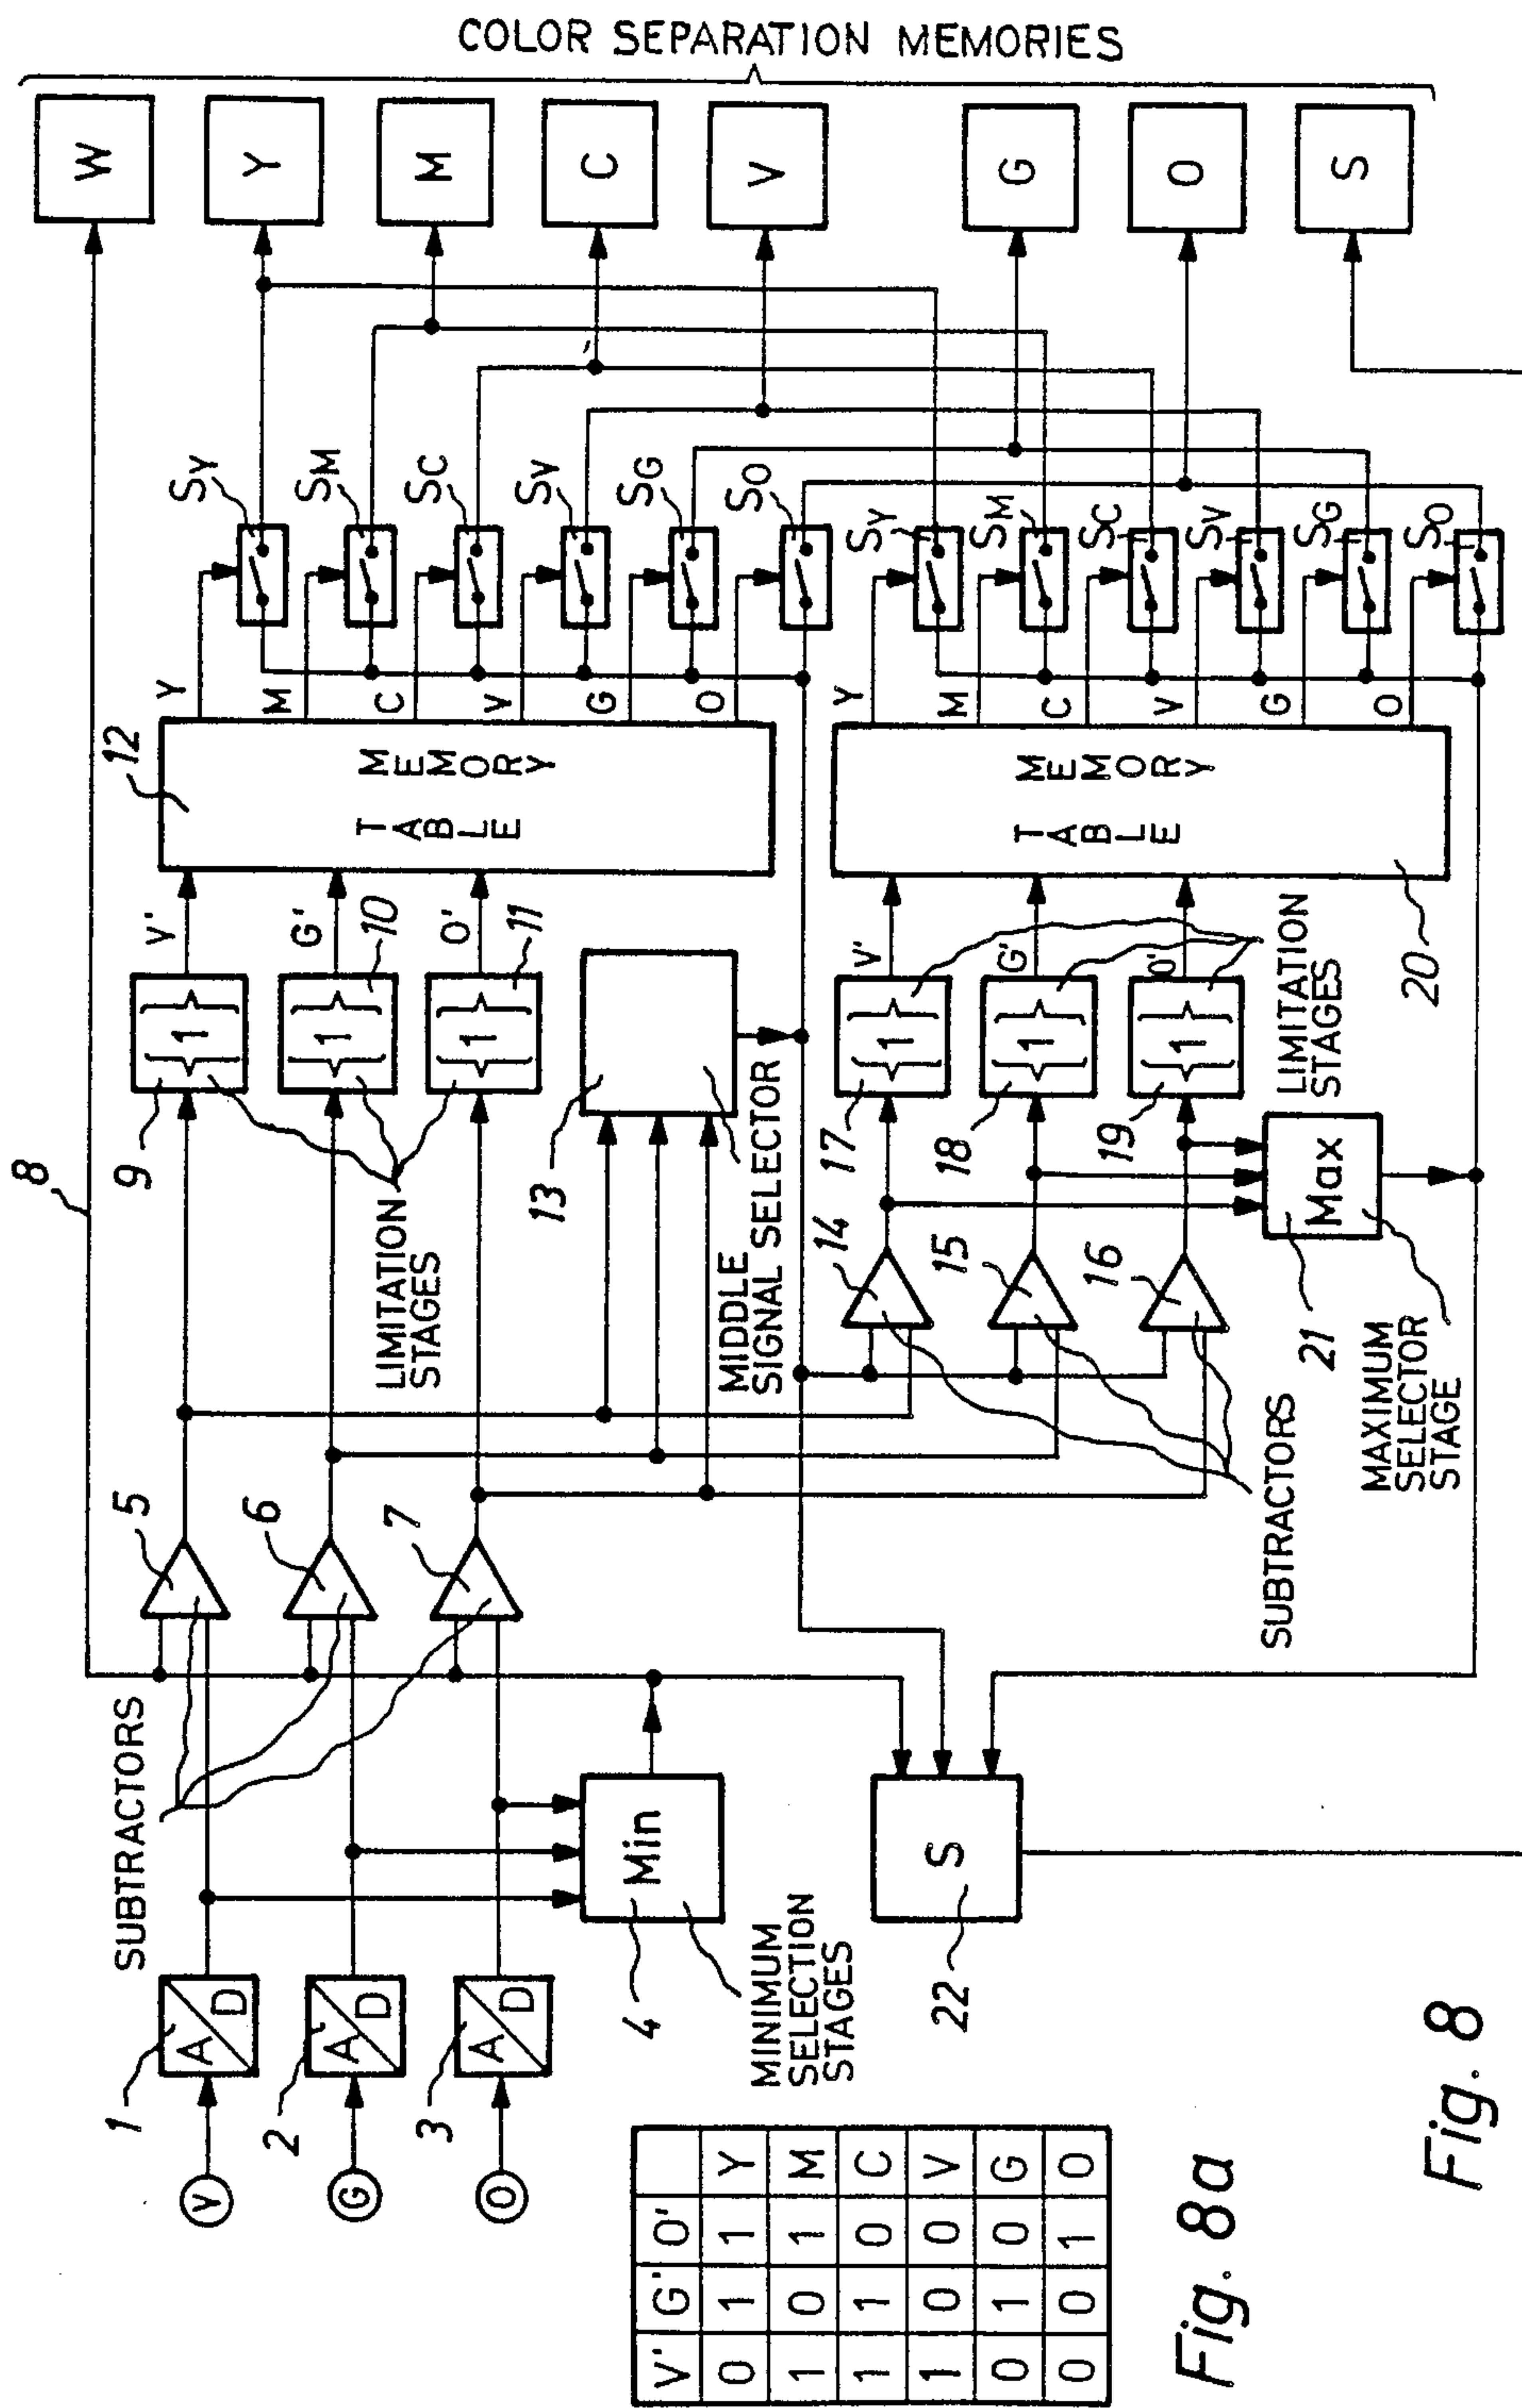 COLOR SEPARATION MEMORIES
W
Y
M
C
V
G
O
S
8
SY
SM
SC
SV
SG
SO
SY
SM
SC
SV
SG
SO
Y
M
C
V
G
O
Y
M
C
V
G
O
12
MEMORY
TABLE
MEMORY
TABLE
20
V'
G'
O'
V'
G'
O'
9
1
10
1
11
1
LIMITATION
STAGES
13
MIDDLE
SIGNAL SELECTOR
17
1
18
1
19
1
LIMITATION
STAGES
14
15
16
SUBTRACTORS
21
Max
MAXIMUM
SELECTOR
STAGE
5
6
7
SUBTRACTORS
4
Min
MINIMUM
SELECTION
STAGES
S
22
1
A
D
2
A
D
3
A
D
V
G
O
V' G' O'
0 1 1 Y
1 0 1 M
1 1 0 C
1 0 0 V
0 1 0 G
0 0 1 O
Fig. 8a
Fig. 8